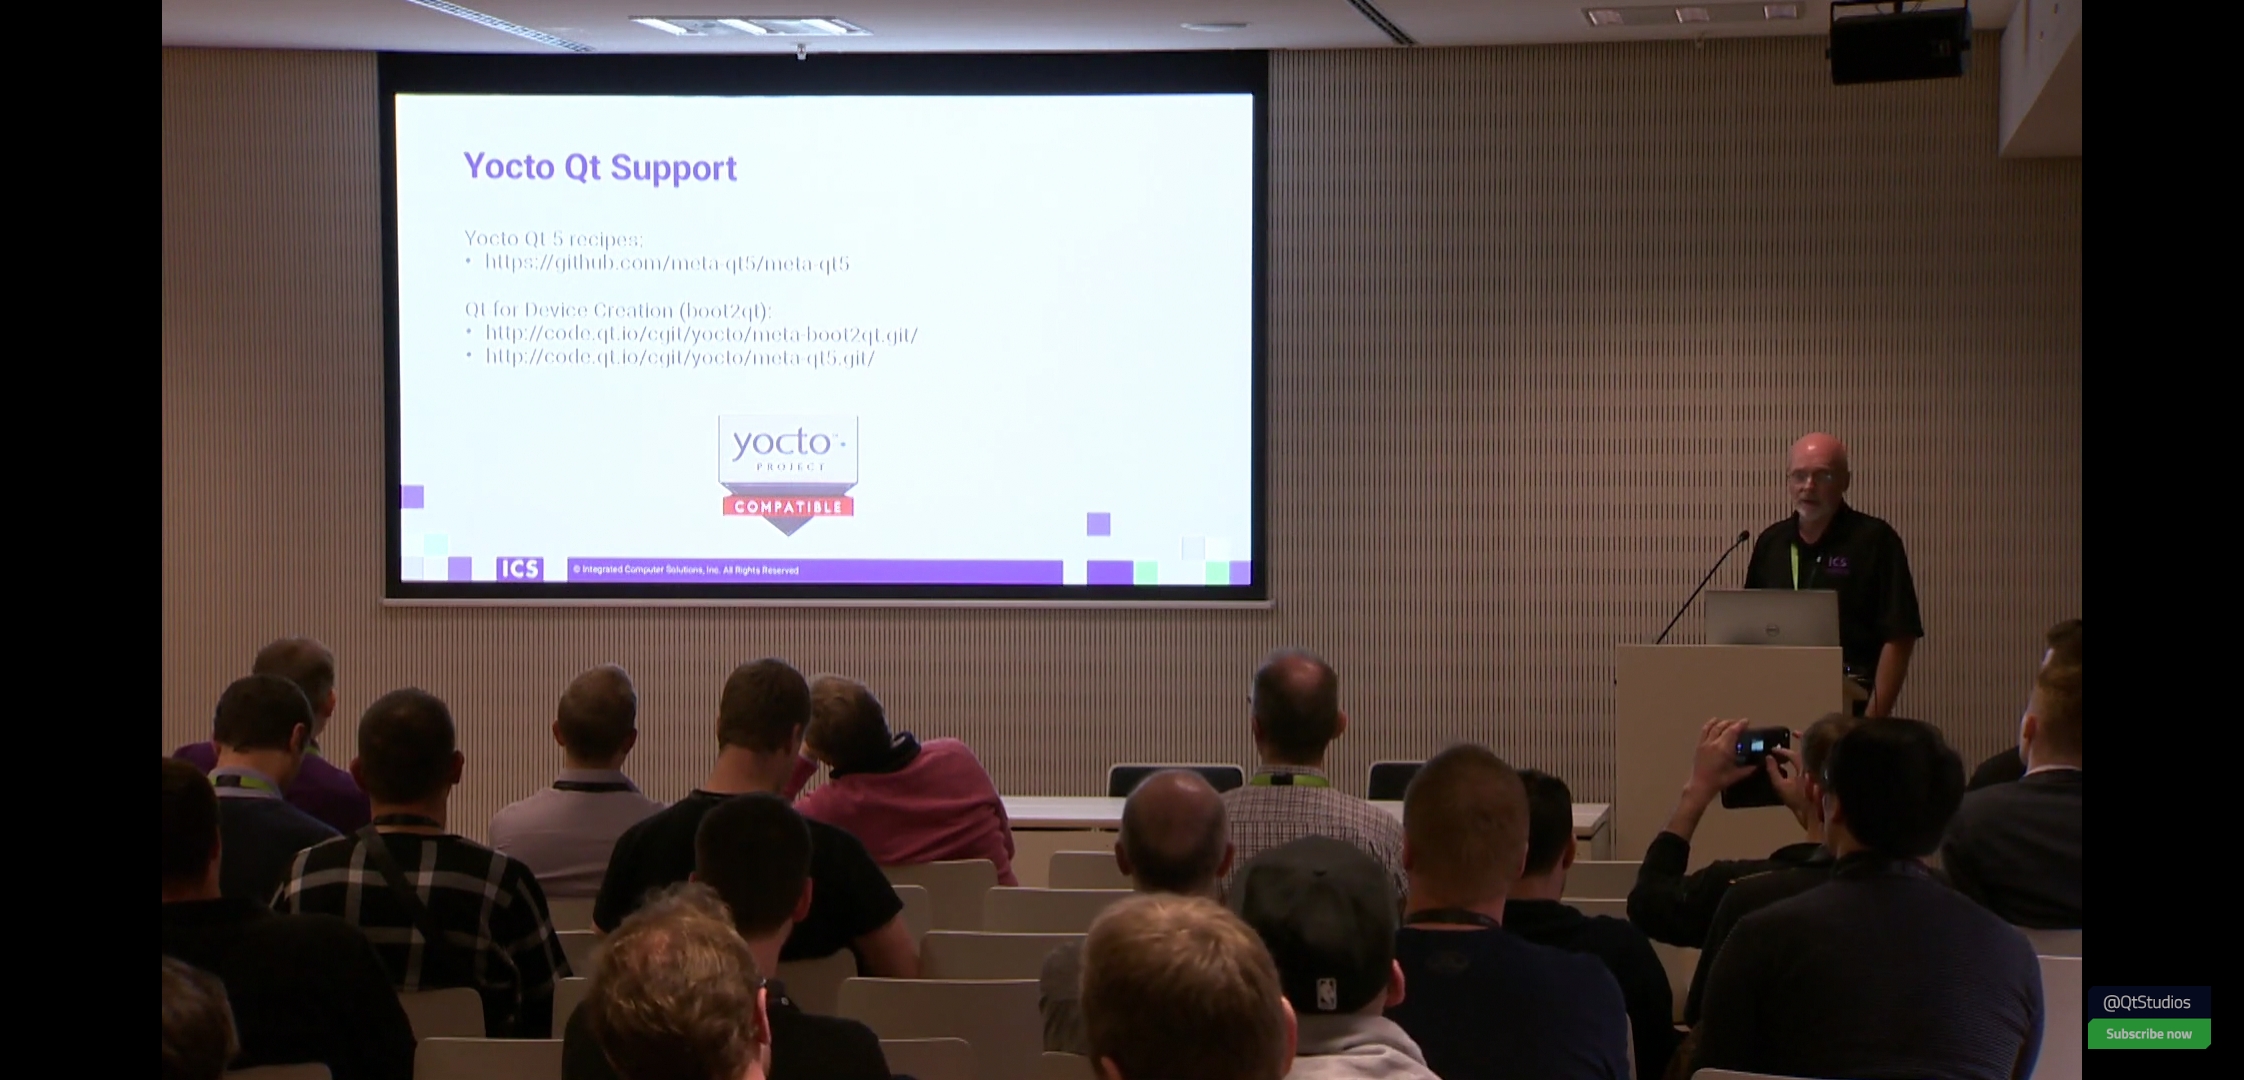 Yocto Qt Support
Yocto Qt 5 recipes:
• https://github.com/meta-qt5/meta-qt5
Qt for Device Creation (boot2qt):
• http://code.qt.io/cgit/yocto/meta-boot2qt.git/
• http://code.qt.io/cgit/yocto/meta-qt5.git/
yocto
PROJECT
COMPATIBLE
ICS
© Integrated Computer Solutions, Inc. All Rights Reserved
ICS
DELL
@QtStudios
Subscribe now